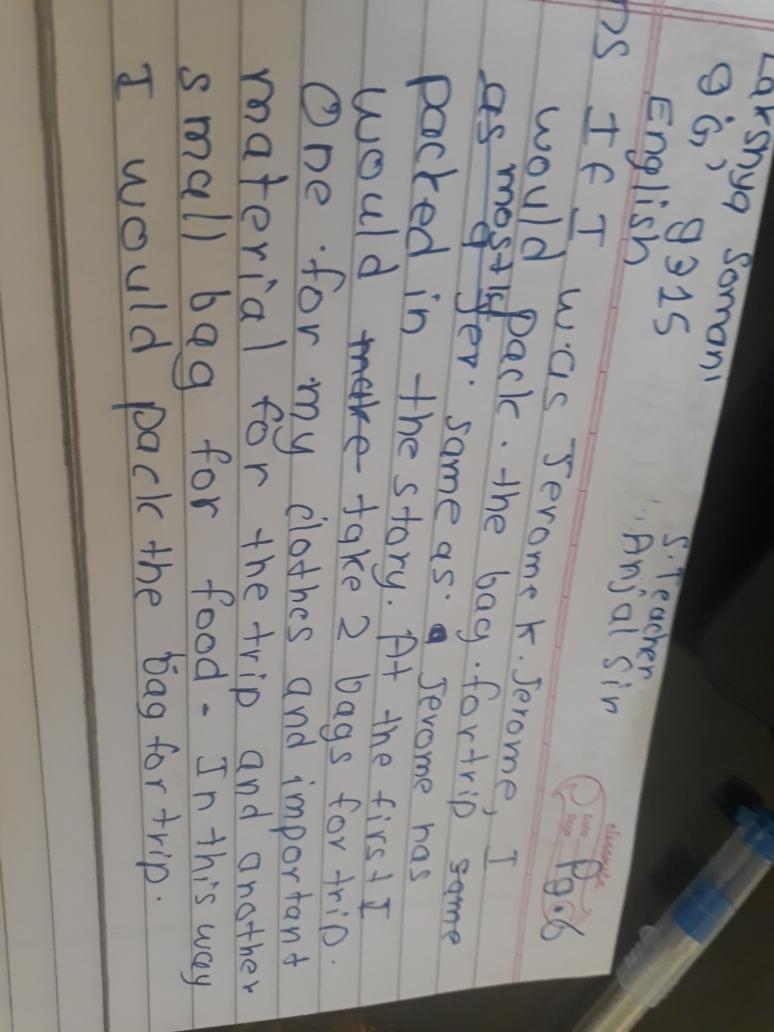 Lakshya Somani
9 'G', 9315
English
S. Teacher
:- Anjal Sir
classmate
Date
Page
Pg.6
If I was Jerome K. Jerome, I
would pack the bag for trip same
as mostly same as Jerome has
packed in the story. At the first I
would take 2 bags for trip.
One for my clothes and important
material for the trip and another
small bag for food. In this way
I would pack the bag for trip.